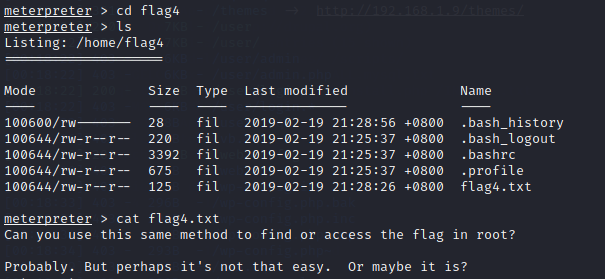 meterpreter > cd flag4
meterpreter > ls
Listing: /home/flag4
====================
Mode Size Type Last modified Name
---- ---- ---- ------------- ----
100600/rw------- 28 fil 2019-02-19 21:28:56 +0800 .bash_history
100644/rw-r--r-- 220 fil 2019-02-19 21:25:37 +0800 .bash_logout
100644/rw-r--r-- 3392 fil 2019-02-19 21:25:37 +0800 .bashrc
100644/rw-r--r-- 675 fil 2019-02-19 21:25:37 +0800 .profile
100644/rw-r--r-- 125 fil 2019-02-19 21:28:26 +0800 flag4.txt
meterpreter > cat flag4.txt
Can you use this same method to find or access the flag in root?
Probably. But perhaps it's not that easy.  Or maybe it is?